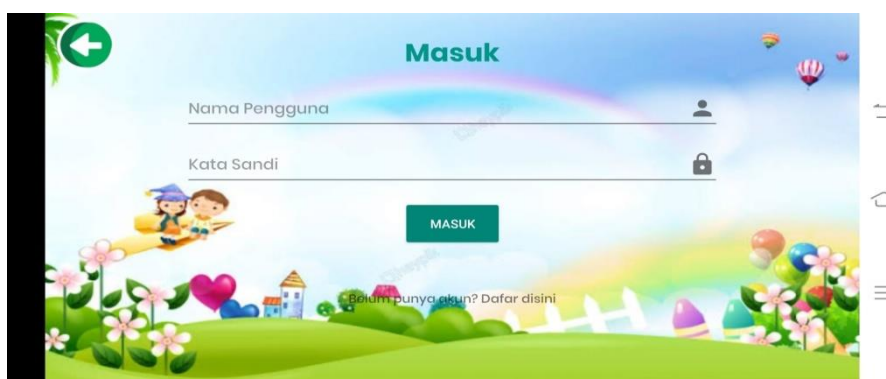 Masuk
Nama Pengguna
Kata Sandi
MASUK
Belum punya akun? Dafar disini